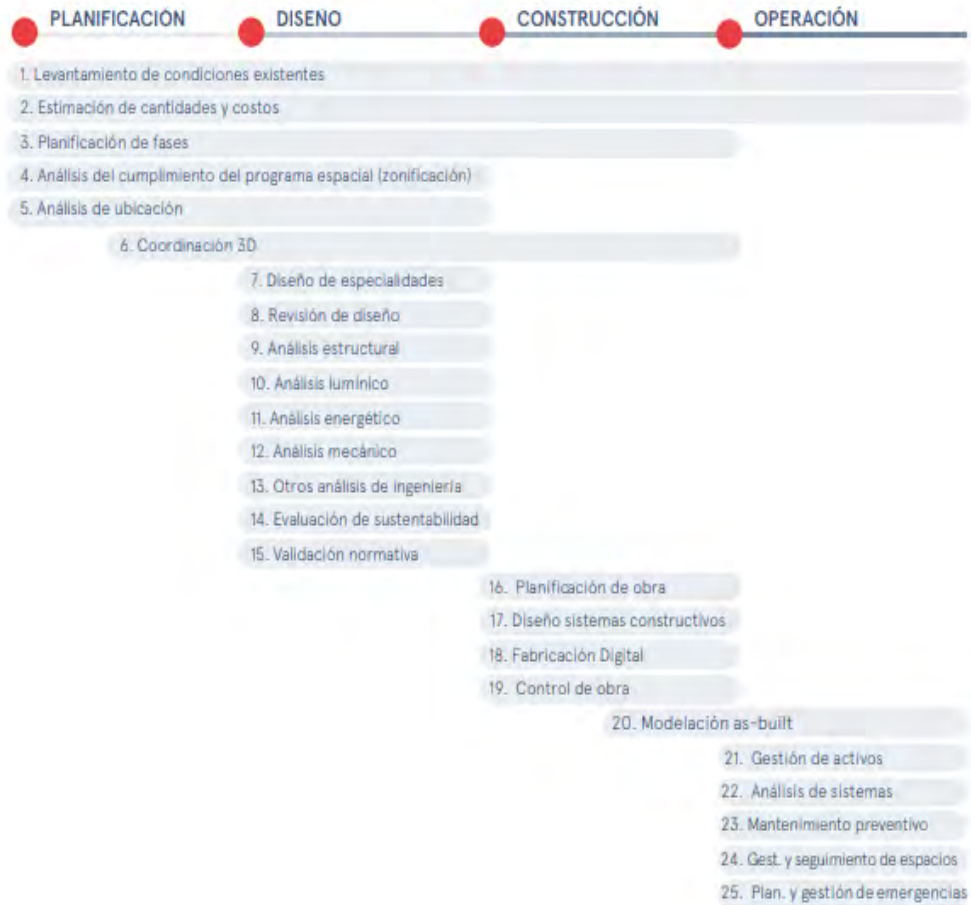 PLANIFICACIÓN DISEÑO CONSTRUCCIÓN OPERACIÓN
1. Levantamiento de condiciones existentes
2. Estimación de cantidades y costos
3. Planificación de fases
4. Análisis del cumplimiento del programa espacial (zonificación)
5. Análisis de ubicación
6. Coordinación 3D
7. Diseño de especialidades
8. Revisión de diseño
9. Análisis estructural
10. Análisis lumínico
11. Análisis energético
12. Análisis mecánico
13. Otros análisis de ingeniería
14. Evaluación de sustentabilidad
15. Validación normativa
16. Planificación de obra
17. Diseño sistemas constructivos
18. Fabricación Digital
19. Control de obra
20. Modelación as-built
21. Gestión de activos
22. Análisis de sistemas
23. Mantenimiento preventivo
24. Gest. y seguimiento de espacios
25. Plan. y gestión de emergencias